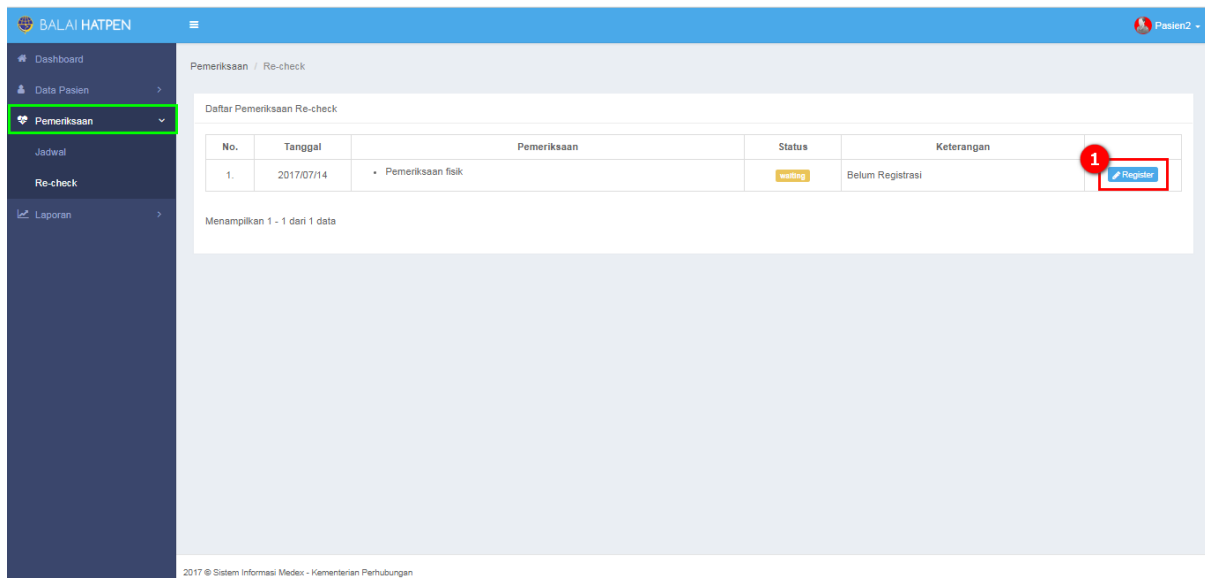 BALAI HATPEN
Pasien2
Dashboard
Data Pasien
Pemeriksaan
Jadwal
Re-check
Laporan
Pemeriksaan / Re-check
Daftar Pemeriksaan Re-check
No. Tanggal Pemeriksaan Status Keterangan
1
1. 2017/07/14 • Pemeriksaan fisik waiting Belum Registrasi Register
Menampilkan 1 - 1 dari 1 data
2017 © Sistem Informasi Medex - Kementerian Perhubungan